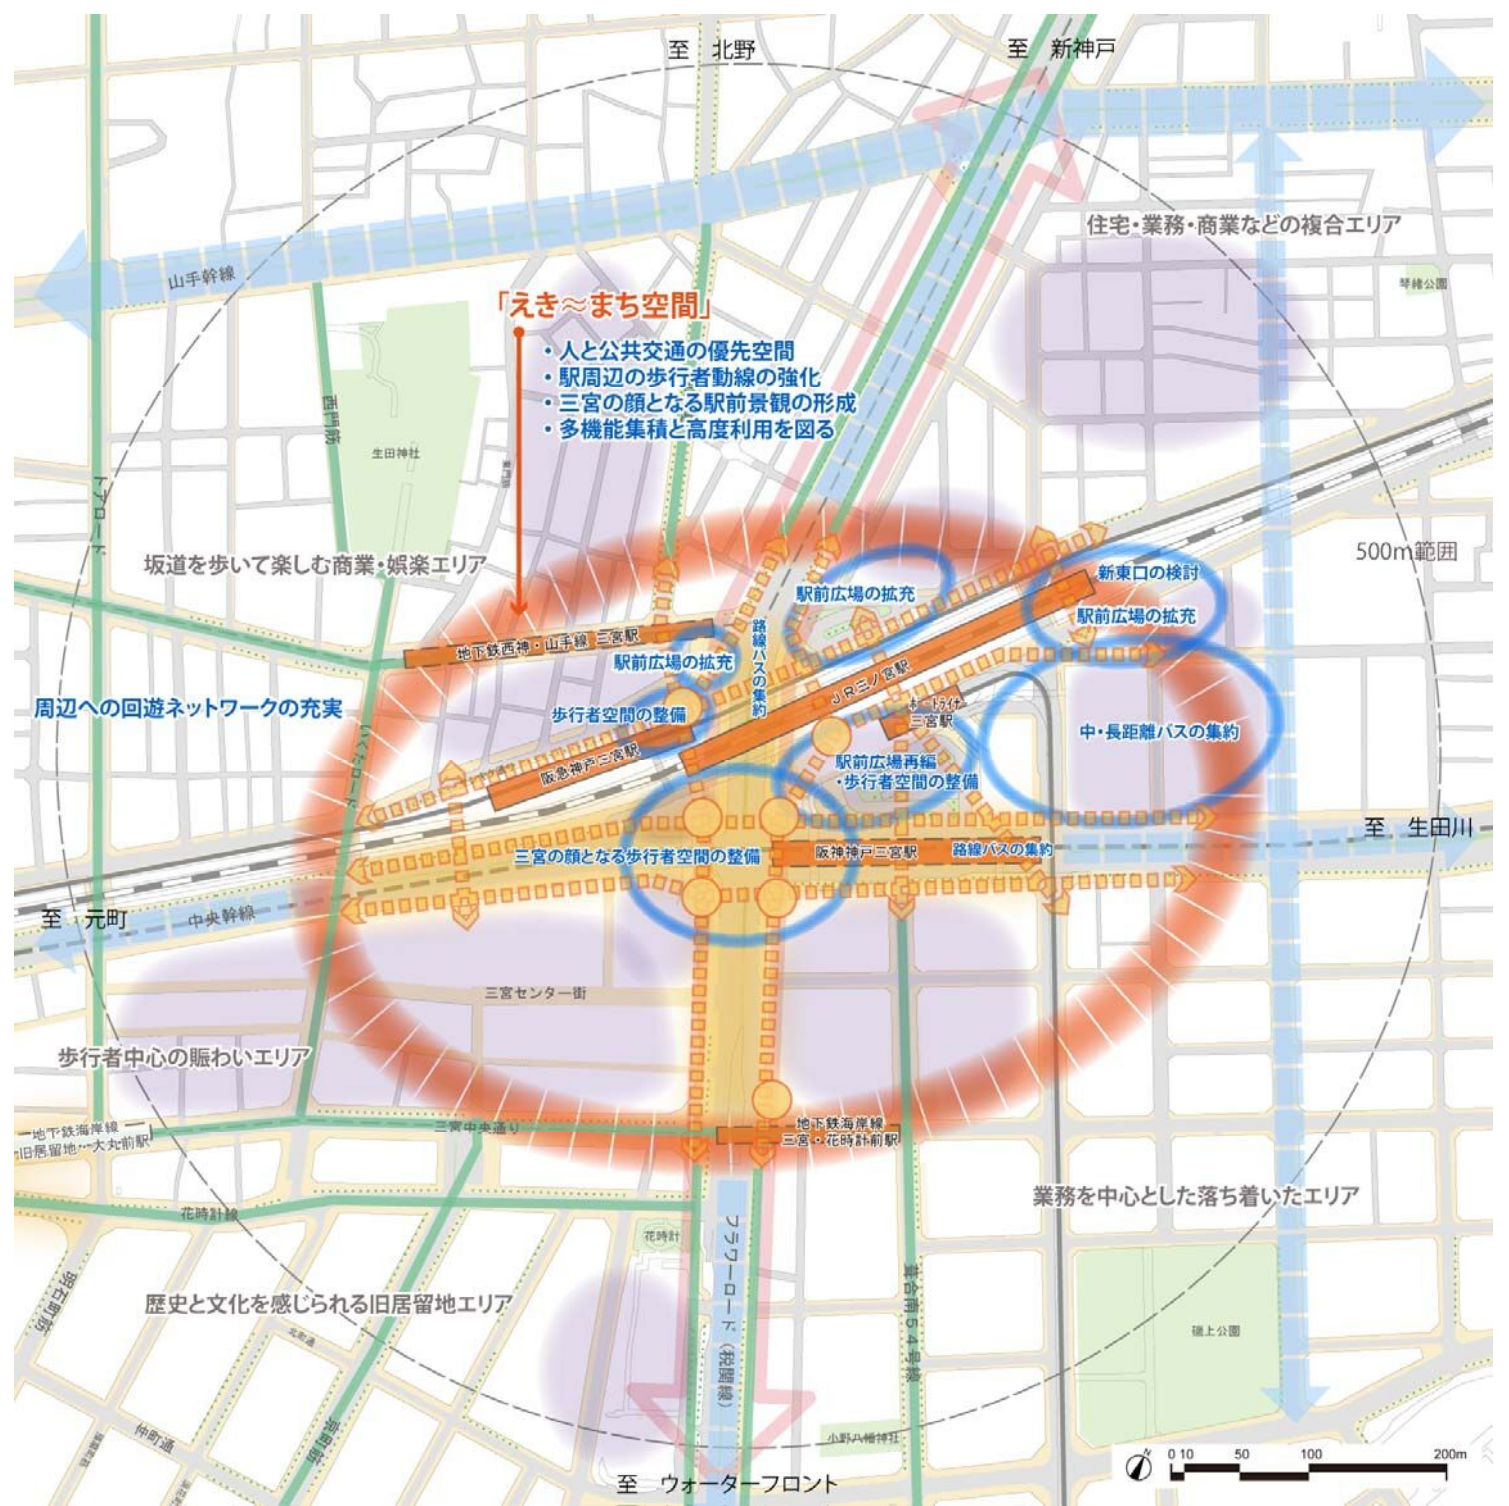 至 北野
至 新神戸
住宅・業務・商業などの複合エリア
山手幹線
琴緒公園
「えき～まち空間」
・人と公共交通の優先空間
・駅周辺の歩行者動線の強化
・三宮の顔となる駅前景観の形成
・多機能集積と高度利用を図る
西門筋
生田神社
東門筋
トアロード
坂道を歩いて楽しむ商業・娯楽エリア
500m範囲
新東口の検討
駅前広場の拡充
駅前広場の拡充
路線バスの集約
地下鉄西神・山手線 三宮駅
駅前広場の拡充
JR三ノ宮駅
周辺への回遊ネットワークの充実
歩行者空間の整備
ポートライナー
三宮駅
中・長距離バスの集約
いくたロード
阪急神戸三宮駅
駅前広場再編
・歩行者空間の整備
至 生田川
三宮の顔となる歩行者空間の整備
阪神神戸三宮駅
路線バスの集約
至 元町
中央幹線
三宮センター街
歩行者中心の賑わいエリア
地下鉄海岸線
旧居留地・大丸前駅
三宮中央通り
地下鉄海岸線
三宮・花時計前駅
業務を中心とした落ち着いたエリア
花時計線
花時計
フラワーロード（税関線）
葺合南54号線
明石町筋
歴史と文化を感じられる旧居留地エリア
北町通
磯上公園
京町筋
仲町通
小野八幡神社
至 ウォーターフロント
N
0 10 50 100 200m